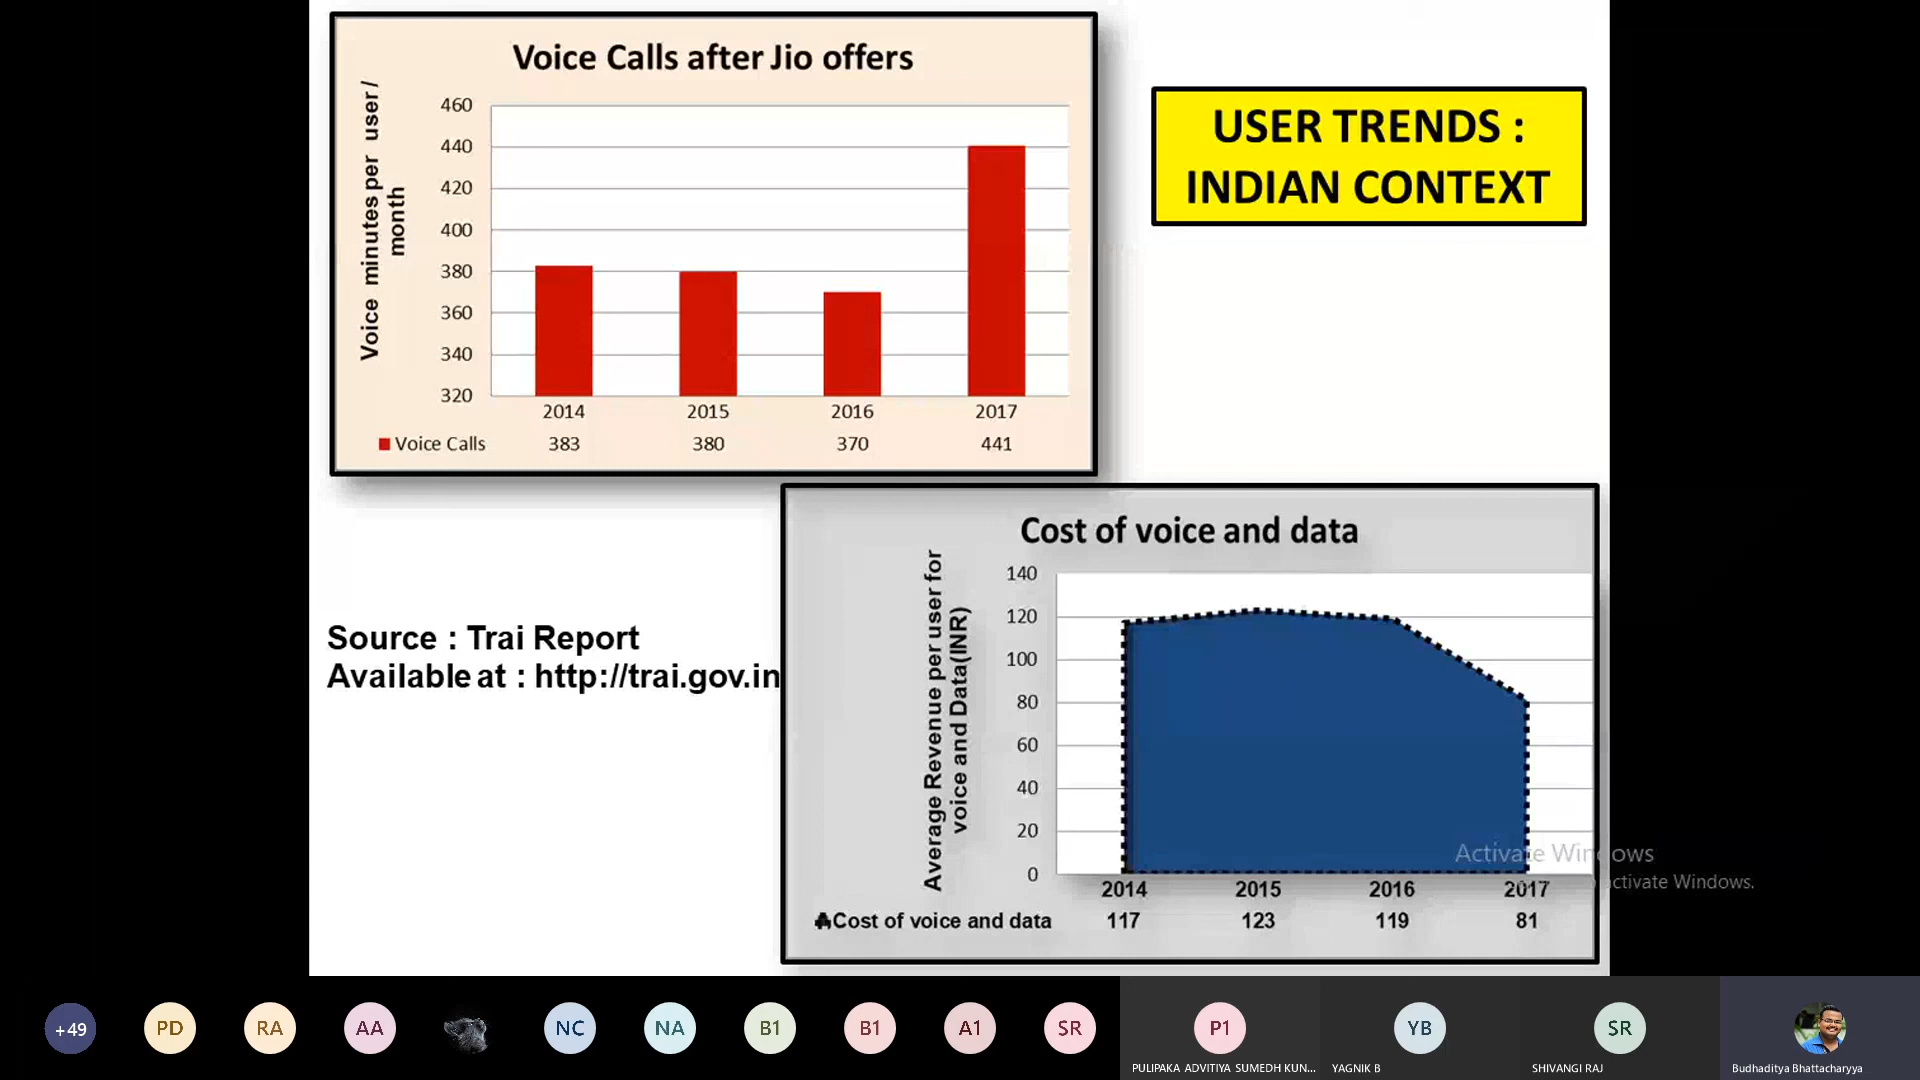 Voice Calls after Jio offers
Voice minutes per user /
month
460
440
420
400
380
360
340
320
2014 2015 2016 2017
Voice Calls 383 380 370 441
USER TRENDS :
INDIAN CONTEXT
Source : Trai Report
Available at : http://trai.gov.in
Cost of voice and data
Average Revenue per user for
voice and Data(INR)
140
120
100
80
60
40
20
0
2014 2015 2016 2017
Cost of voice and data 117 123 119 81
Activate Windows
activate Windows.
+49 PD RA AA NC NA B1 B1 A1 SR P1 YB SR
PULIPAKA ADVITIYA SUMEDH KUN... YAGNIK B SHIVANGI RAJ Budhaditya Bhattacharyya